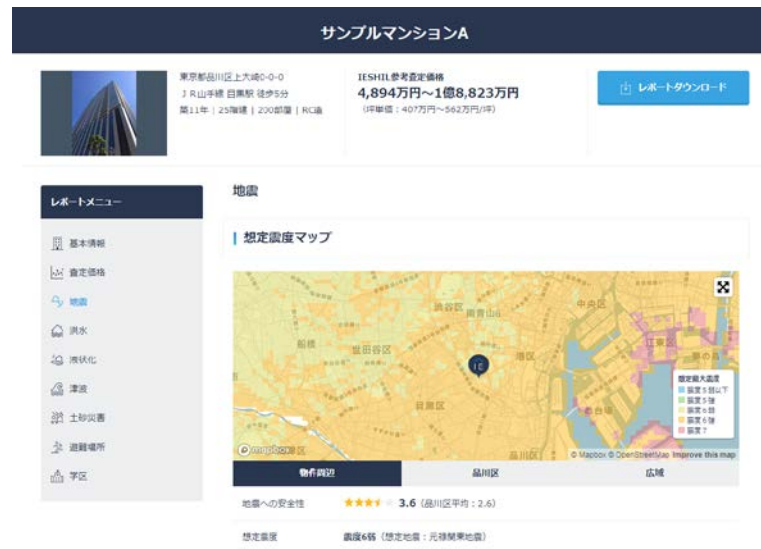 サンプルマンションA
東京都品川区上大崎0-0-0
JR山手線 目黒駅 徒歩5分
築11年 | 25階建 | 200部屋 | RC造
IESHIL参考査定価格
4,894万円～1億8,823万円
(坪単価：407万円～562万円/坪)
レポートダウンロード
レポートメニュー
基本情報
査定価格
地震
洪水
液状化
津波
土砂災害
避難場所
学区
地震
想定震度マップ
渋谷区
南青山
中央区
船橋
世田谷区
港区
江東区
目黒区
お台場
品川区
想定最大震度
震度5弱以下
震度5強
震度6弱
震度6強
震度7
mapbox
© Mapbox © OpenStreetMap Improve this map
物件周辺
品川区
広域
地震への安全性
3.6 (品川区平均：2.6)
想定震度
震度6弱 (想定地震：元禄関東地震)